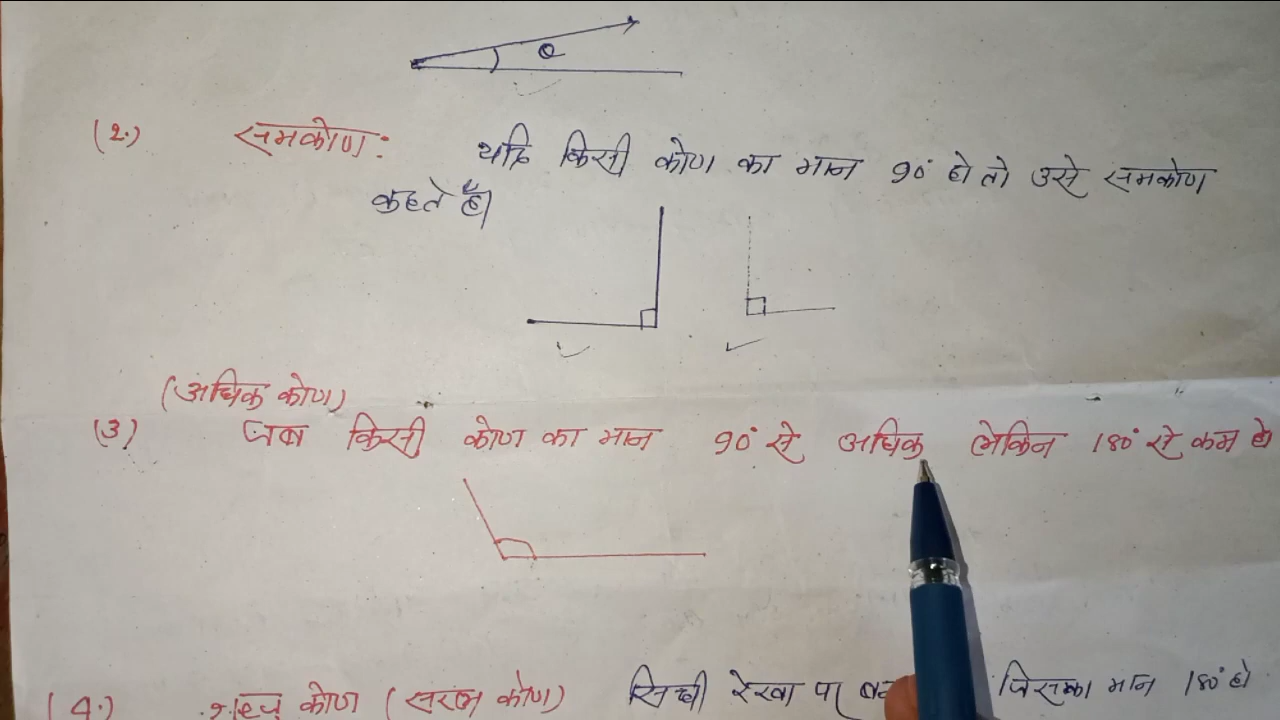 θ
(2.) समकोण: यदि किसी कोण का मान 90° हो तो उसे समकोण
कहते हैं।
(अधिक कोण)
(3) जब किसी कोण का मान 90° से अधिक लेकिन 180° से कम हो
(4.) कोण (सरल कोण) सिधी रेखा पर जिसका मान 180° हो